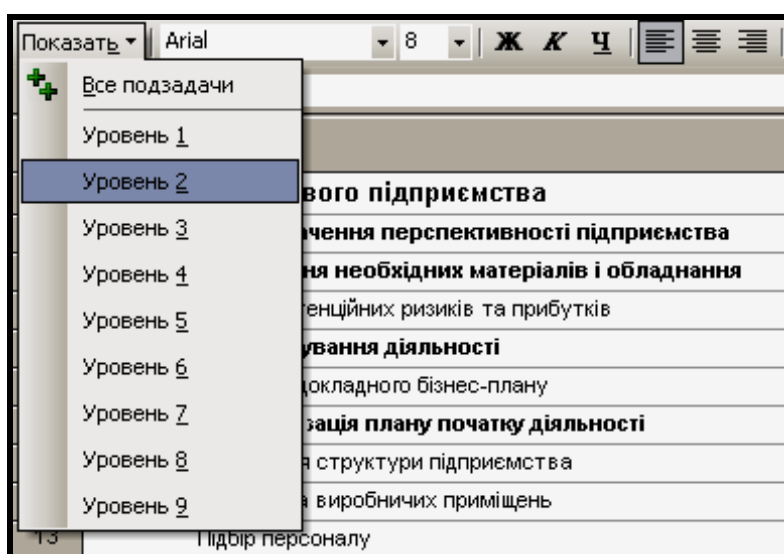 Показать Arial 8 Ж К Ч
Все подзадачи
Уровень 1
Уровень 2
вого підприємства
Уровень 3
чення перспективності підприємства
Уровень 4
ня необхідних матеріалів і обладнання
Уровень 5
енційних ризиків та прибутків
Уровень 6
ування діяльності
Уровень 7
докладного бізнес-плану
Уровень 8
зація плану початку діяльності
Уровень 9
структури підприємства
виробничих приміщень
13 Підбір персоналу